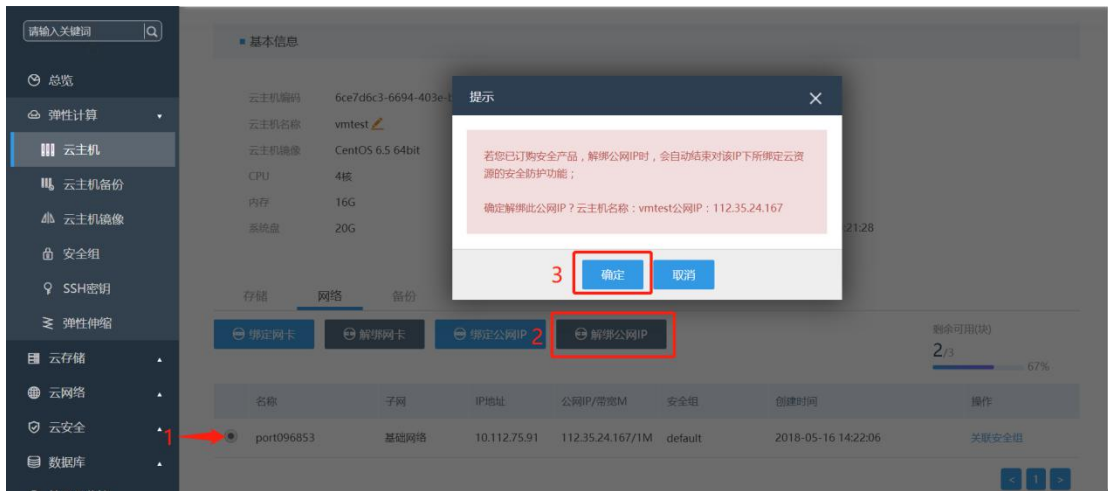 请输入关键词
总览
弹性计算
云主机
云主机备份
云主机镜像
安全组
SSH密钥
弹性伸缩
云存储
云网络
云安全
数据库
基本信息
云主机编码 6ce7d6c3-6694-403e-b
云主机名称 vmtest
云主机镜像 CentOS 6.5 64bit
CPU 4核
内存 16G
系统盘 20G
:21:28
提示
若您已订购安全产品，解绑公网IP时，会自动结束对该IP下所绑定云资
源的安全防护功能；
确定解绑此公网IP？云主机名称：vmtest公网IP：112.35.24.167
3 确定 取消
存储 网络 备份
绑定网卡 解绑网卡 绑定公网IP 2 解绑公网IP
剩余可用(块)
2/3
67%
名称 子网 IP地址 公网IP/带宽M 安全组 创建时间 操作
1 port096853 基础网络 10.112.75.91 112.35.24.167/1M default 2018-05-16 14:22:06 关联安全组
< 1 >